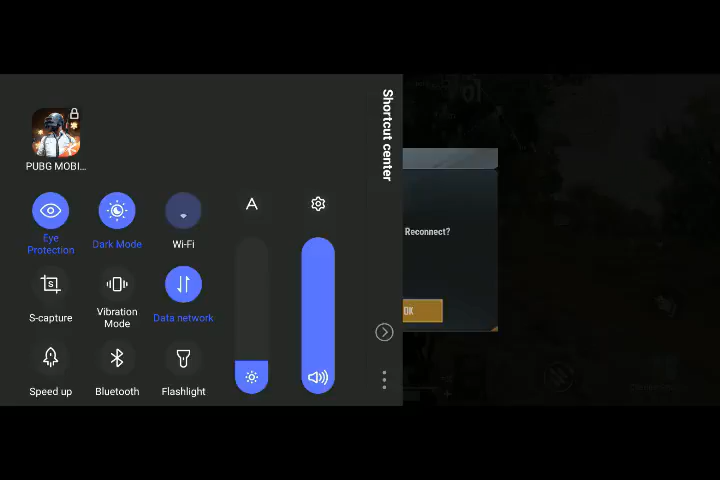 Shortcut center
PUBG MOBI...
Eye
Protection
Dark Mode
Wi-Fi
A
S-capture
Vibration
Mode
Data network
Speed up
Bluetooth
Flashlight
Reconnect?
OK